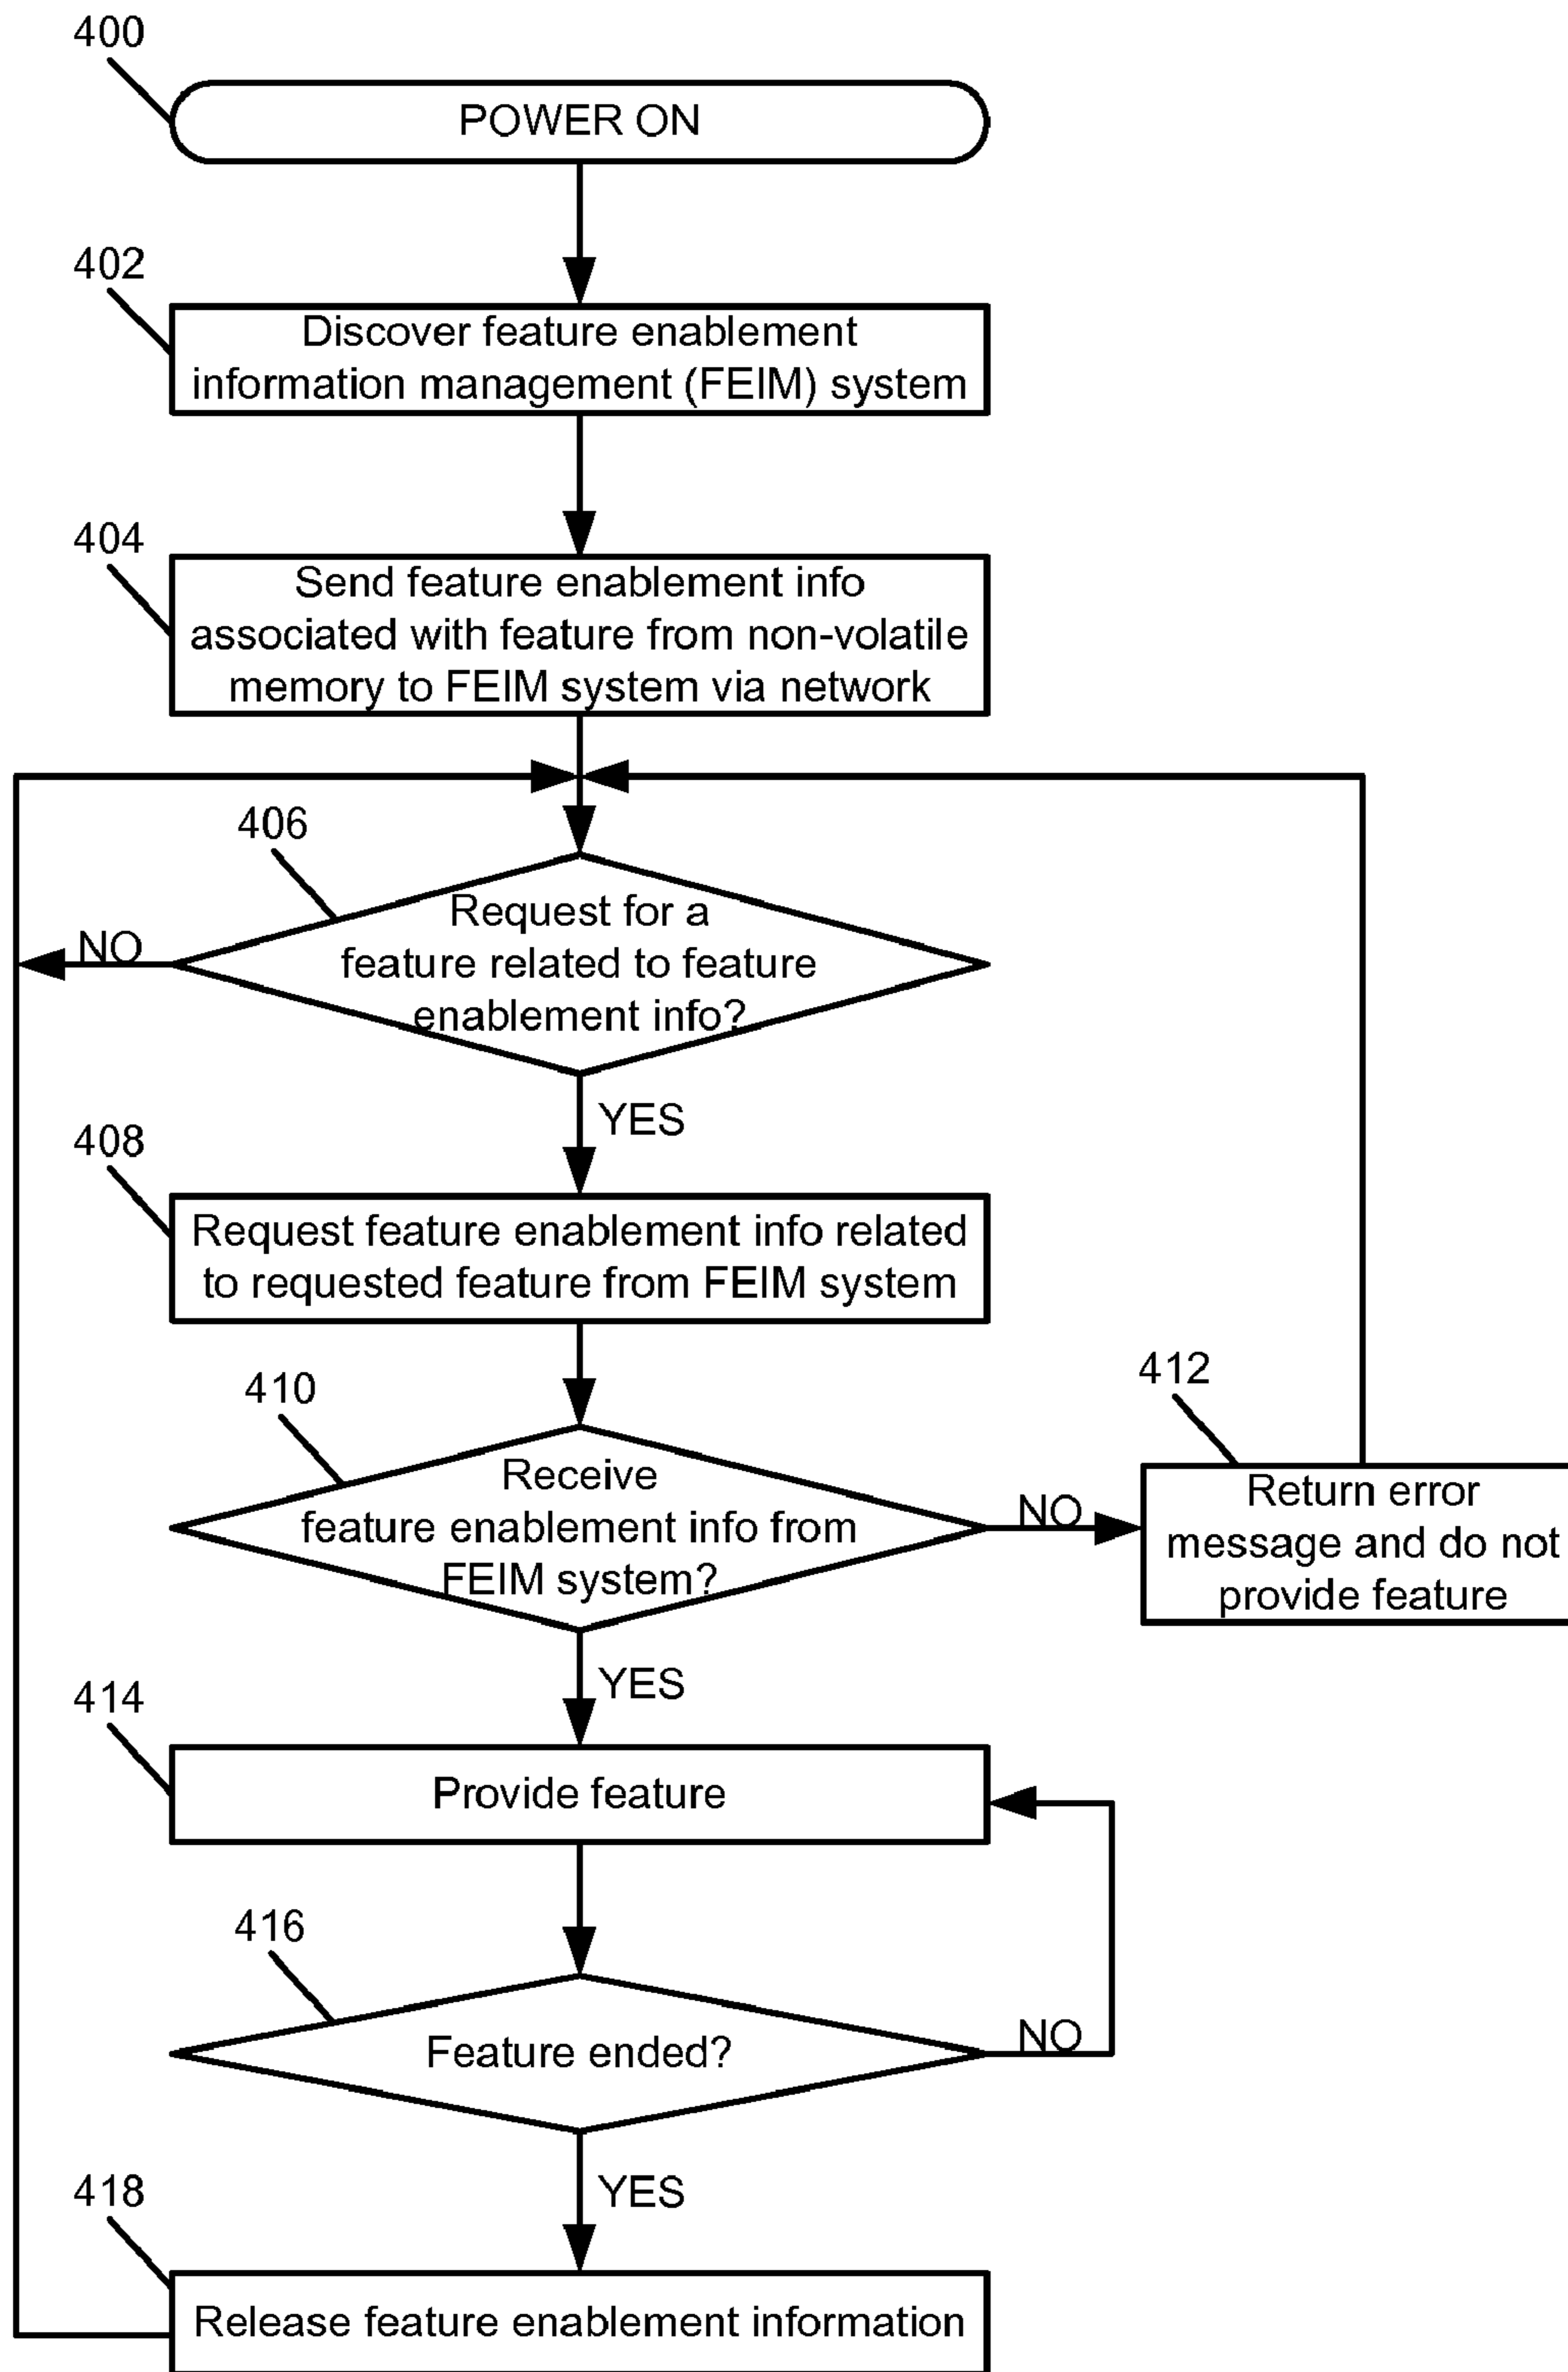 400
POWER ON
402
Discover feature enablement
information management (FEIM) system
404
Send feature enablement info
associated with feature from non-volatile
memory to FEIM system via network
406
Request for a
feature related to feature
enablement info?
NO
YES
408
Request feature enablement info related
to requested feature from FEIM system
410
Receive
feature enablement info from
FEIM system?
NO
412
Return error
message and do not
provide feature
YES
414
Provide feature
416
Feature ended?
NO
YES
418
Release feature enablement information